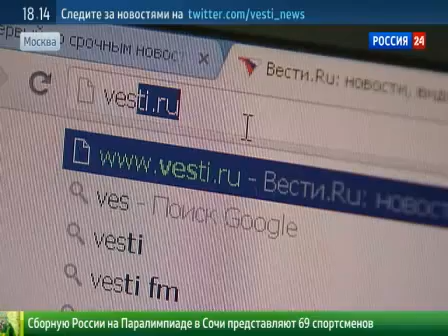 18.14 Следите за новостями на twitter.com/vesti_news
Москва
РОССИЯ 24
срочным новост
Вести.Ru: новости, вид
vesti.ru
www.vesti.ru - Вести.Ru: новос
ves - Поиск Google
vesti
vesti fm
Сборную России на Паралимпиаде в Сочи представляют 69 спортсменов